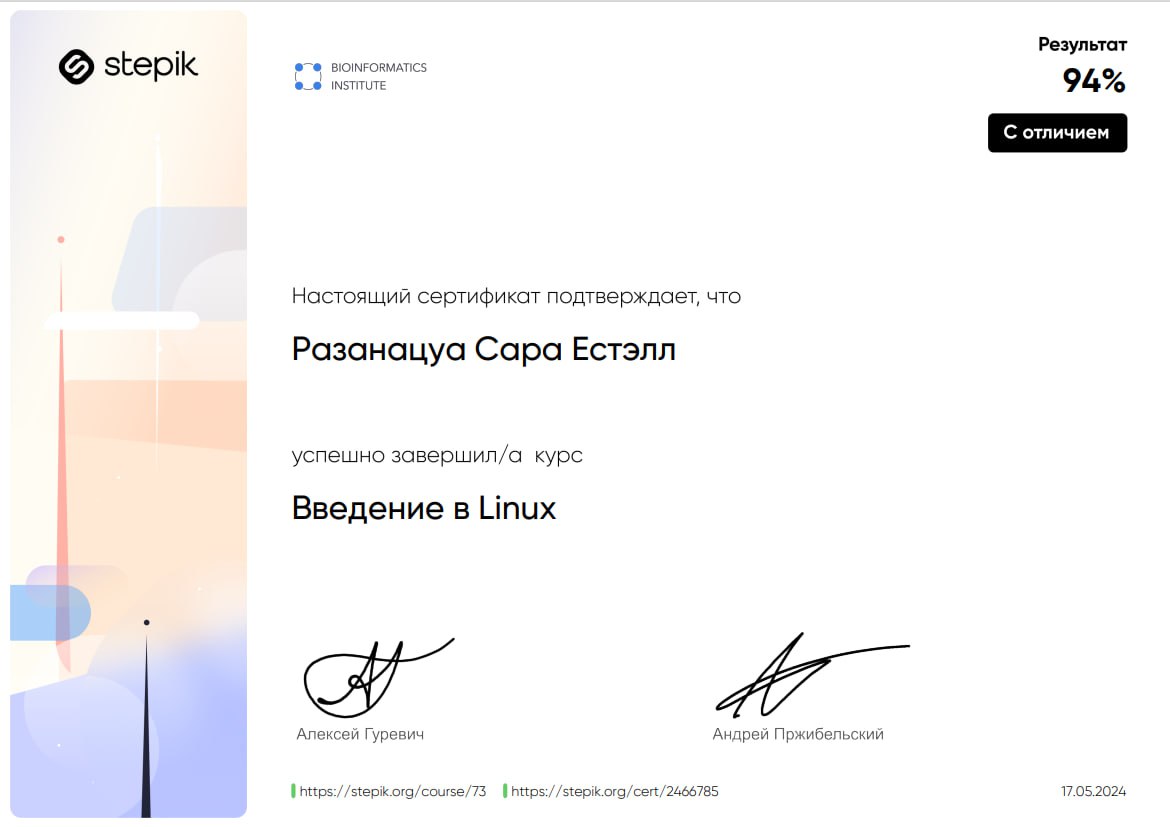 stepik
BIOINFORMATICS
INSTITUTE
Результат
94%
С отличием
Настоящий сертификат подтверждает, что
Разанацуа Сара Естэлл
успешно завершил/а курс
Введение в Linux
Алексей Гуревич
Андрей Пржибельский
https://stepik.org/course/73
https://stepik.org/cert/2466785
17.05.2024